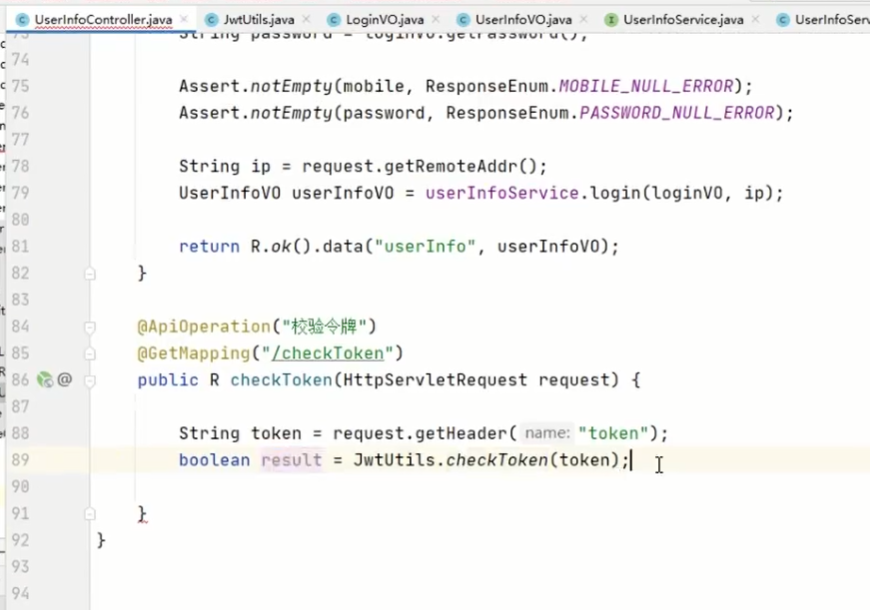 UserInfoController.java × JwtUtils.java × LoginVO.java × UserInfoVO.java × UserInfoService.java × UserInfoServ
73 String password = loginVO.getPassword();
74
75 Assert.notEmpty(mobile, ResponseEnum.MOBILE_NULL_ERROR);
76 Assert.notEmpty(password, ResponseEnum.PASSWORD_NULL_ERROR);
77
78 String ip = request.getRemoteAddr();
79 UserInfoVO userInfoVO = userInfoService.login(loginVO, ip);
80
81 return R.ok().data("userInfo", userInfoVO);
82 }
83
84 @ApiOperation("校验令牌")
85 @GetMapping("/checkToken")
86 @ public R checkToken(HttpServletRequest request) {
87
88 String token = request.getHeader( name: "token");
89 boolean result = JwtUtils.checkToken(token);
90
91 }
92 }
93
94